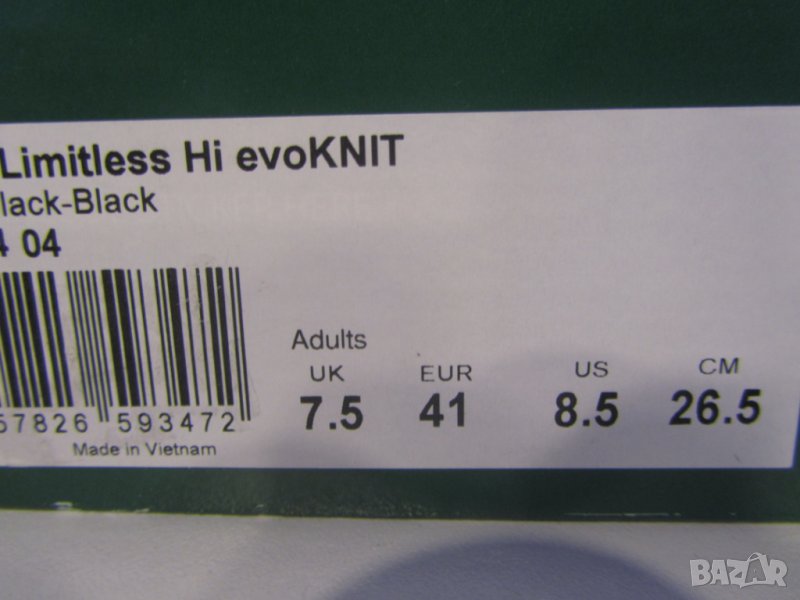 Limitless Hi evoKNIT
lack-Black
04
Adults
UK EUR US CM
7.5 41 8.5 26.5
57826 593472
Made in Vietnam
BAZAR